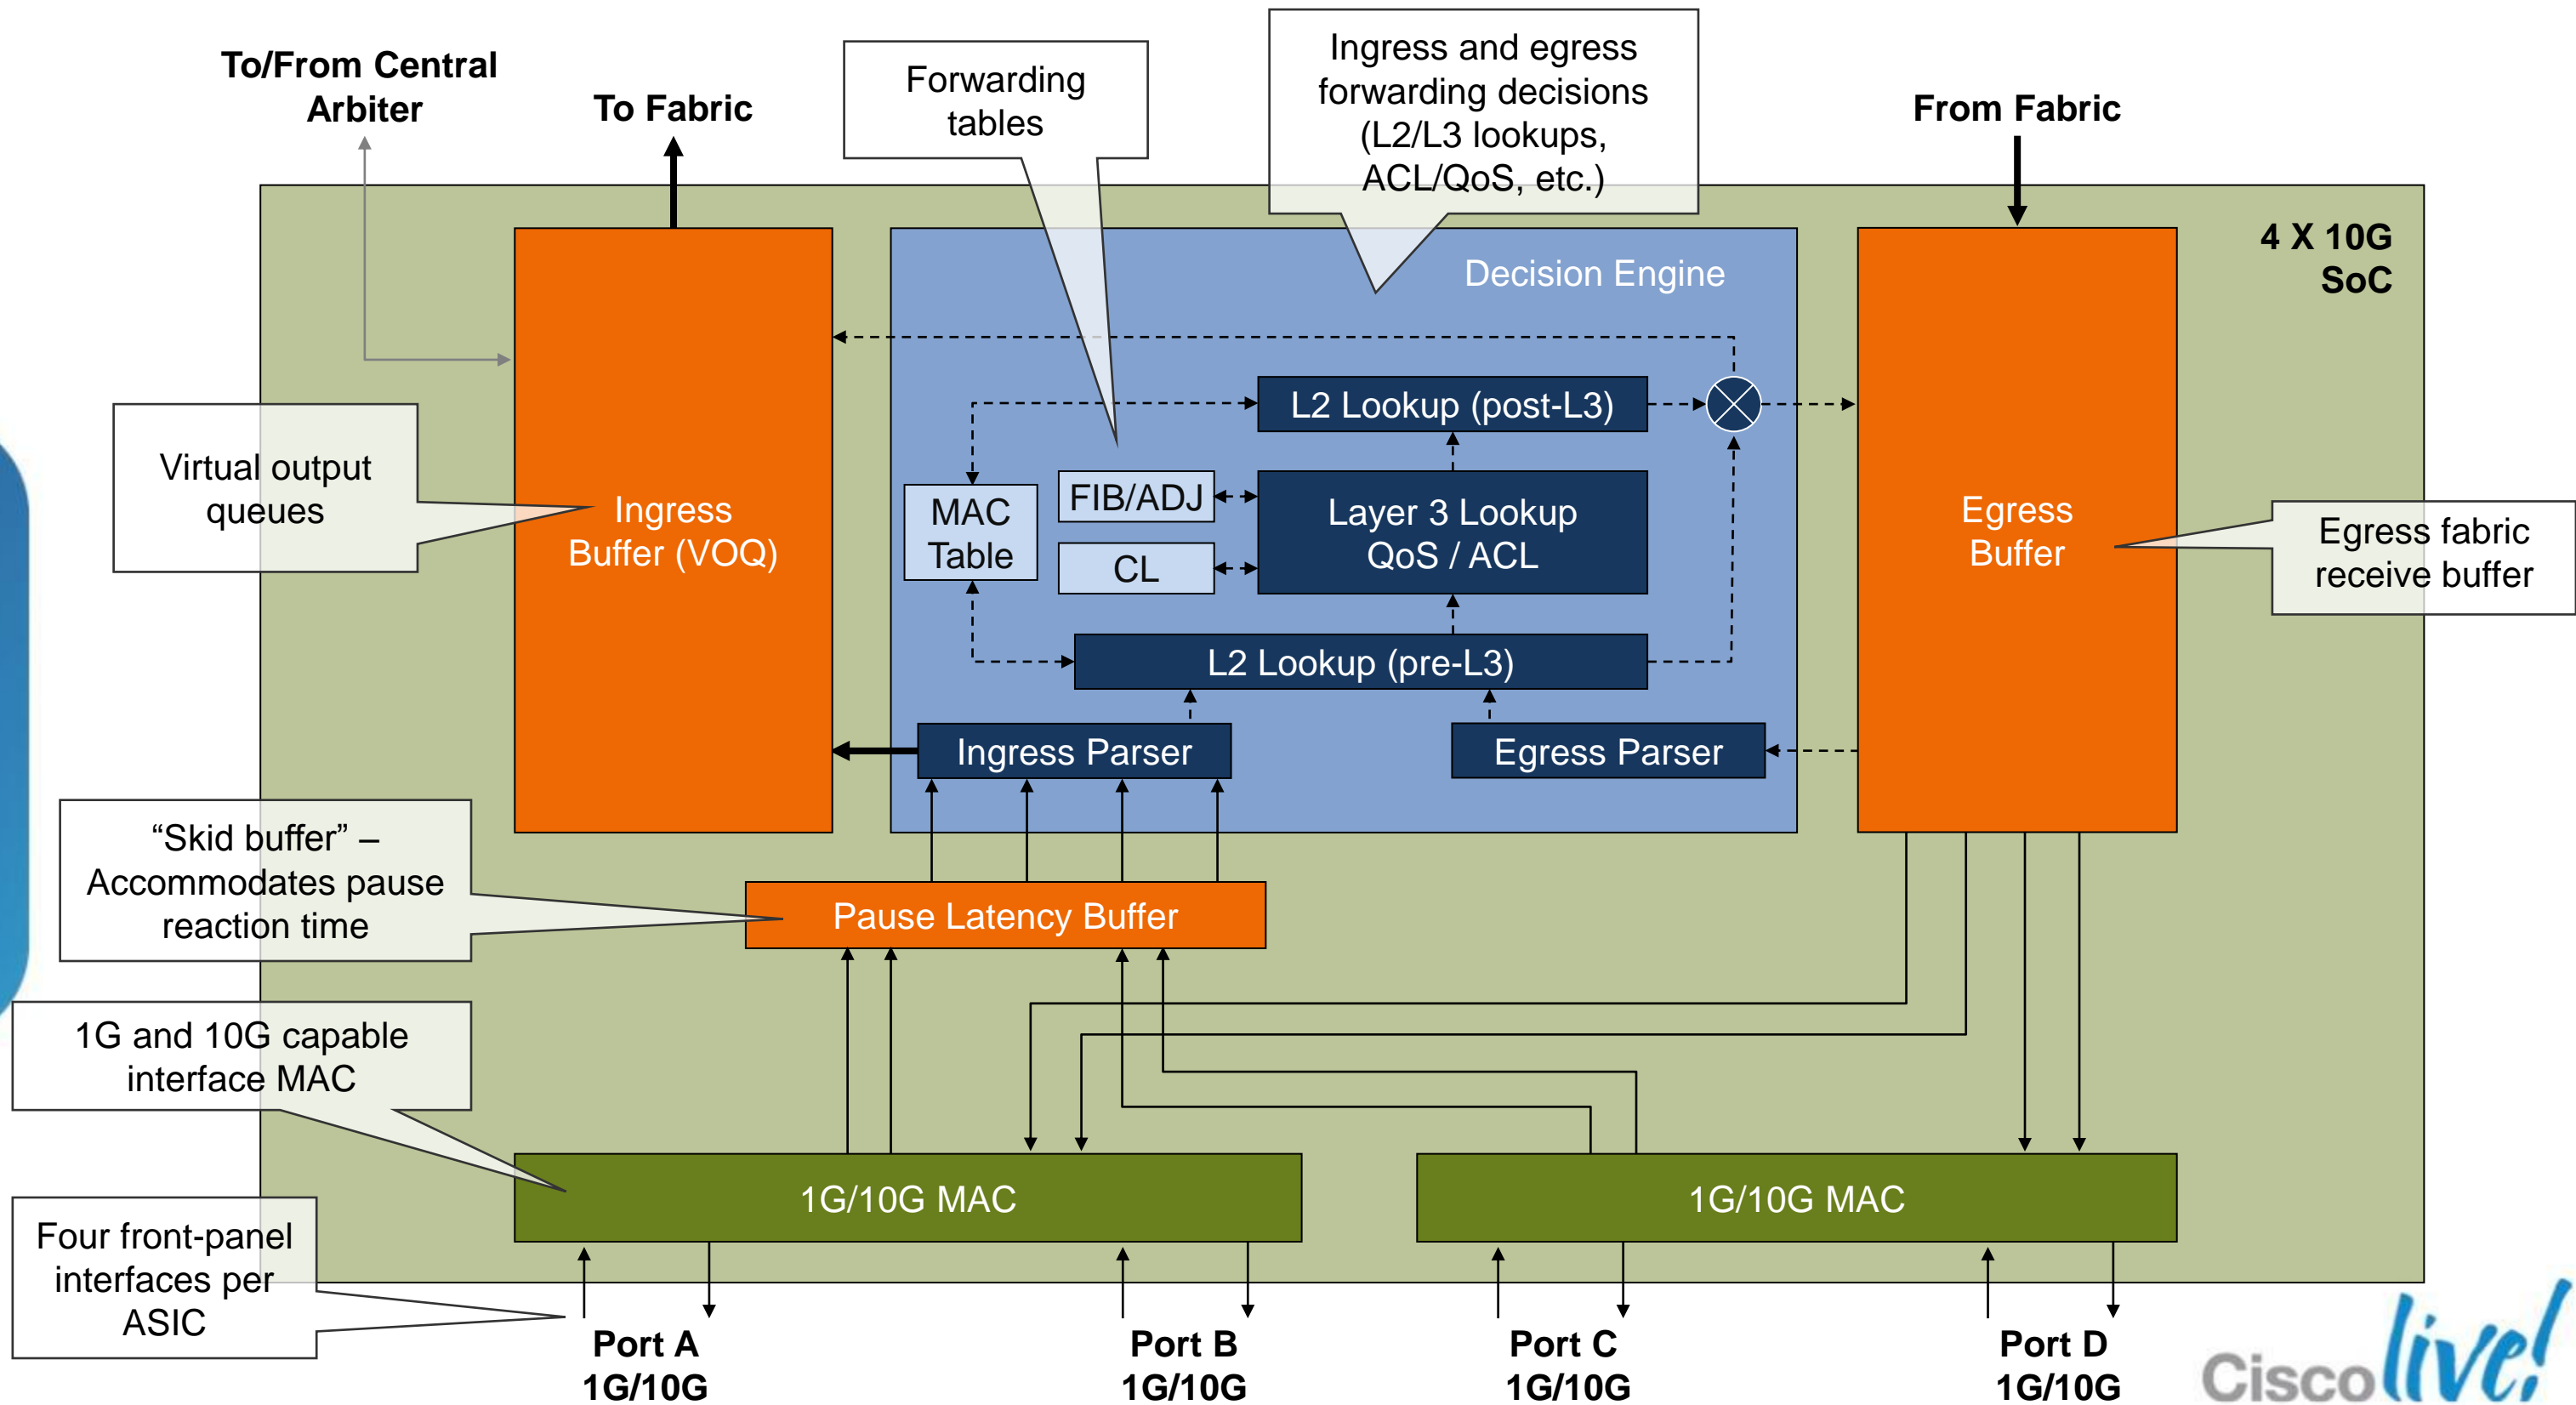 To/From Central
Arbiter
To Fabric
Forwarding
tables
Ingress and egress
forwarding decisions
(L2/L3 lookups,
ACL/QoS, etc.)
From Fabric
4 X 10G
SoC
Decision Engine
Virtual output
queues
Ingress
Buffer (VOQ)
L2 Lookup (post-L3)
MAC
Table
FIB/ADJ
CL
Layer 3 Lookup
QoS / ACL
L2 Lookup (pre-L3)
Ingress Parser
Egress Parser
Egress
Buffer
Egress fabric
receive buffer
“Skid buffer” –
Accommodates pause
reaction time
Pause Latency Buffer
1G and 10G capable
interface MAC
1G/10G MAC
1G/10G MAC
Four front-panel
interfaces per
ASIC
Port A
1G/10G
Port B
1G/10G
Port C
1G/10G
Port D
1G/10G
Cisco live!